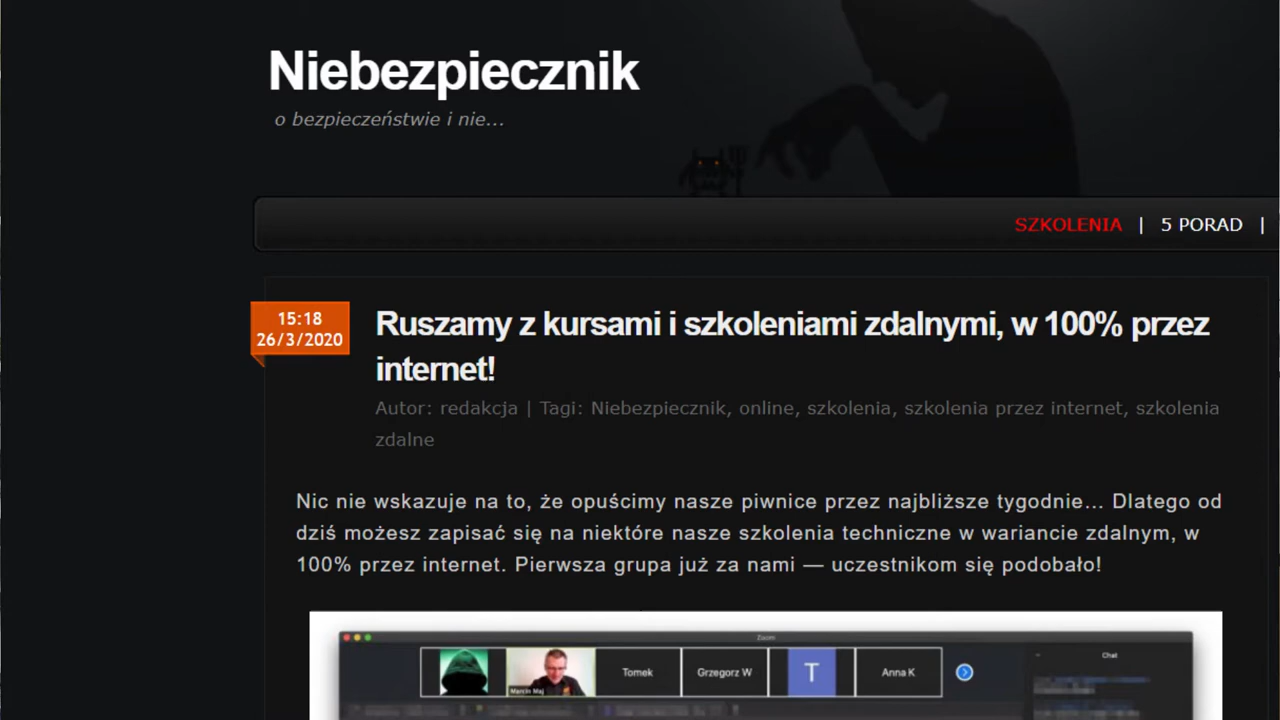 Niebezpiecznik
o bezpieczeństwie i nie...
SZKOLENIA | 5 PORAD |
15:18
26/3/2020
Ruszamy z kursami i szkoleniami zdalnymi, w 100% przez
internet!
Autor: redakcja | Tagi: Niebezpiecznik, online, szkolenia, szkolenia przez internet, szkolenia
zdalne
Nic nie wskazuje na to, że opuścimy nasze piwnice przez najbliższe tygodnie... Dlatego od
dziś możesz zapisać się na niektóre nasze szkolenia techniczne w wariancie zdalnym, w
100% przez internet. Pierwsza grupa już za nami — uczestnikom się podobało!
Zoom
Chat
Marcin Maj
Tomek
Grzegorz W
T
Anna K